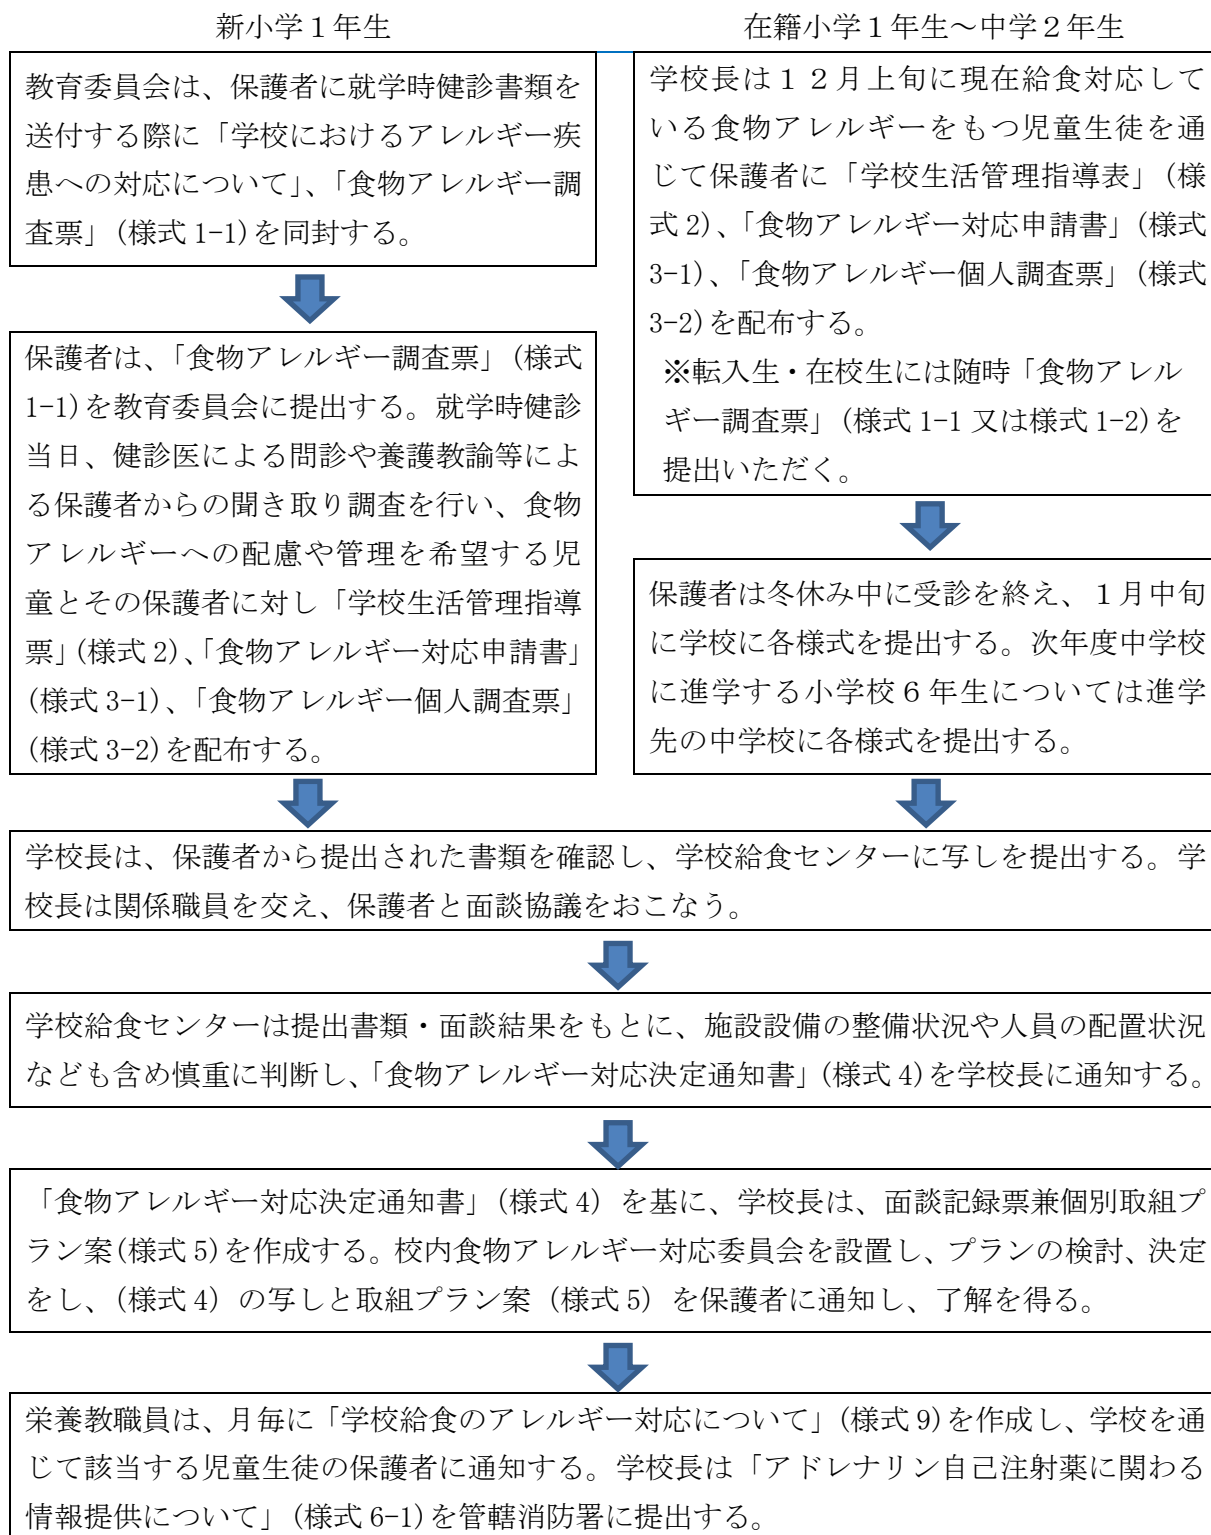 新小学１年生
教育委員会は、保護者に就学時健診書類を
送付する際に「学校におけるアレルギー疾
患への対応について」、「食物アレルギー調
査票」(様式 1-1)を同封する。
保護者は、「食物アレルギー調査票」(様式
1-1)を教育委員会に提出する。就学時健診
当日、健診医による問診や養護教諭等によ
る保護者からの聞き取り調査を行い、食物
アレルギーへの配慮や管理を希望する児
童とその保護者に対し「学校生活管理指導
票」(様式 2)、「食物アレルギー対応申請書」
(様式 3-1)、「食物アレルギー個人調査票」
(様式 3-2)を配布する。
在籍小学１年生～中学２年生
学校長は１２月上旬に現在給食対応して
いる食物アレルギーをもつ児童生徒を通
じて保護者に「学校生活管理指導表」(様
式 2)、「食物アレルギー対応申請書」(様式
3-1)、「食物アレルギー個人調査票」(様式
3-2)を配布する。
※転入生・在校生には随時「食物アレル
ギー調査票」(様式 1-1 又は様式 1-2)を
提出いただく。
保護者は冬休み中に受診を終え、１月中旬
に学校に各様式を提出する。次年度中学校
に進学する小学校６年生については進学
先の中学校に各様式を提出する。
学校長は、保護者から提出された書類を確認し、学校給食センターに写しを提出する。学
校長は関係職員を交え、保護者と面談協議をおこなう。
学校給食センターは提出書類・面談結果をもとに、施設設備の整備状況や人員の配置状況
なども含め慎重に判断し、「食物アレルギー対応決定通知書」(様式 4)を学校長に通知する。
「食物アレルギー対応決定通知書」(様式 4) を基に、学校長は、面談記録票兼個別取組プ
ラン案(様式 5)を作成する。校内食物アレルギー対応委員会を設置し、プランの検討、決定
をし、(様式 4) の写しと取組プラン案 (様式 5) を保護者に通知し、了解を得る。
栄養教職員は、月毎に「学校給食のアレルギー対応について」(様式 9)を作成し、学校を通
じて該当する児童生徒の保護者に通知する。学校長は「アドレナリン自己注射薬に関わる
情報提供について」(様式 6-1)を管轄消防署に提出する。